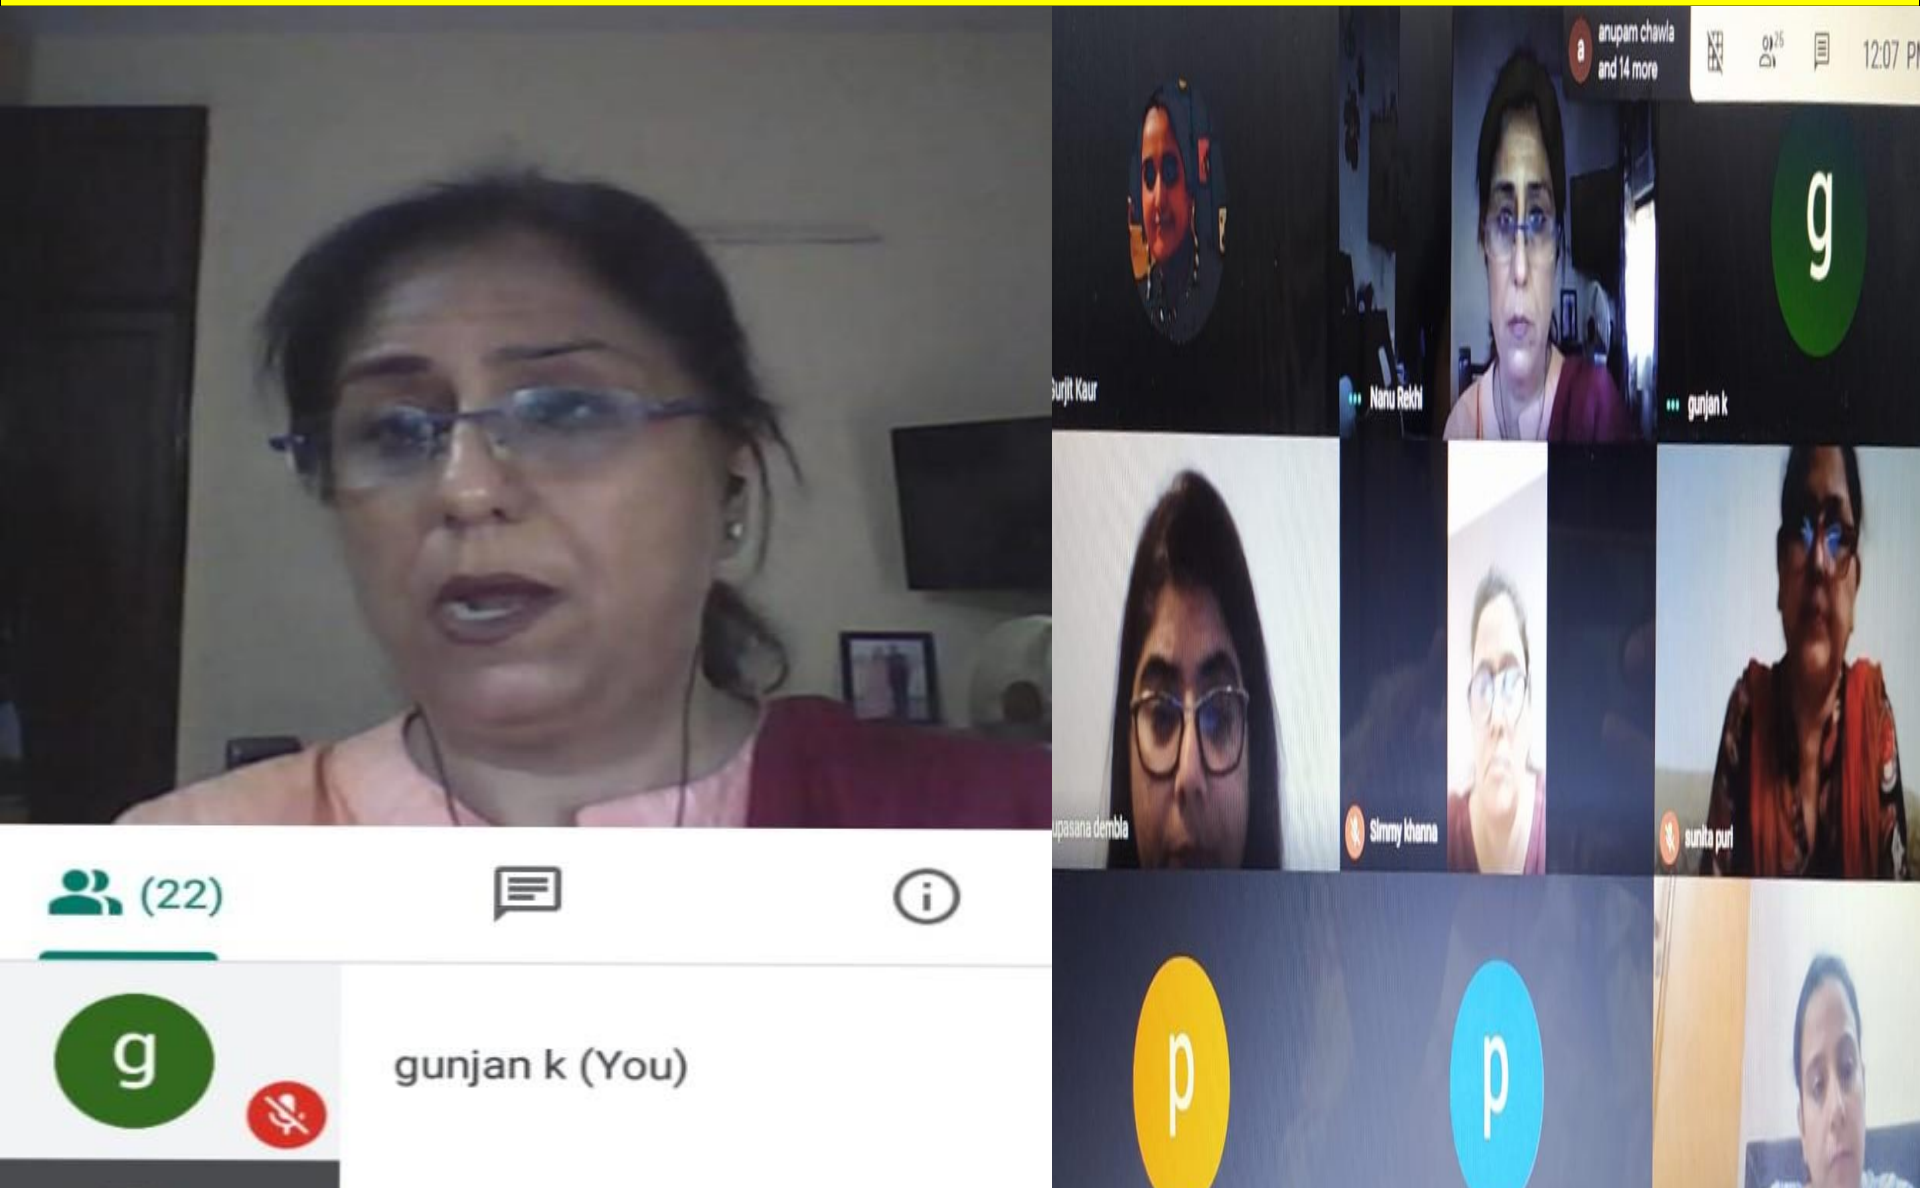 (22)
g
gunjan k (You)
a
anupam chawla
and 14 more
26
12:07 P
g
Surjit Kaur
Nanu Rekhi
gunjan k
upasana dembla
Simmy khanna
sunita puri
p
p